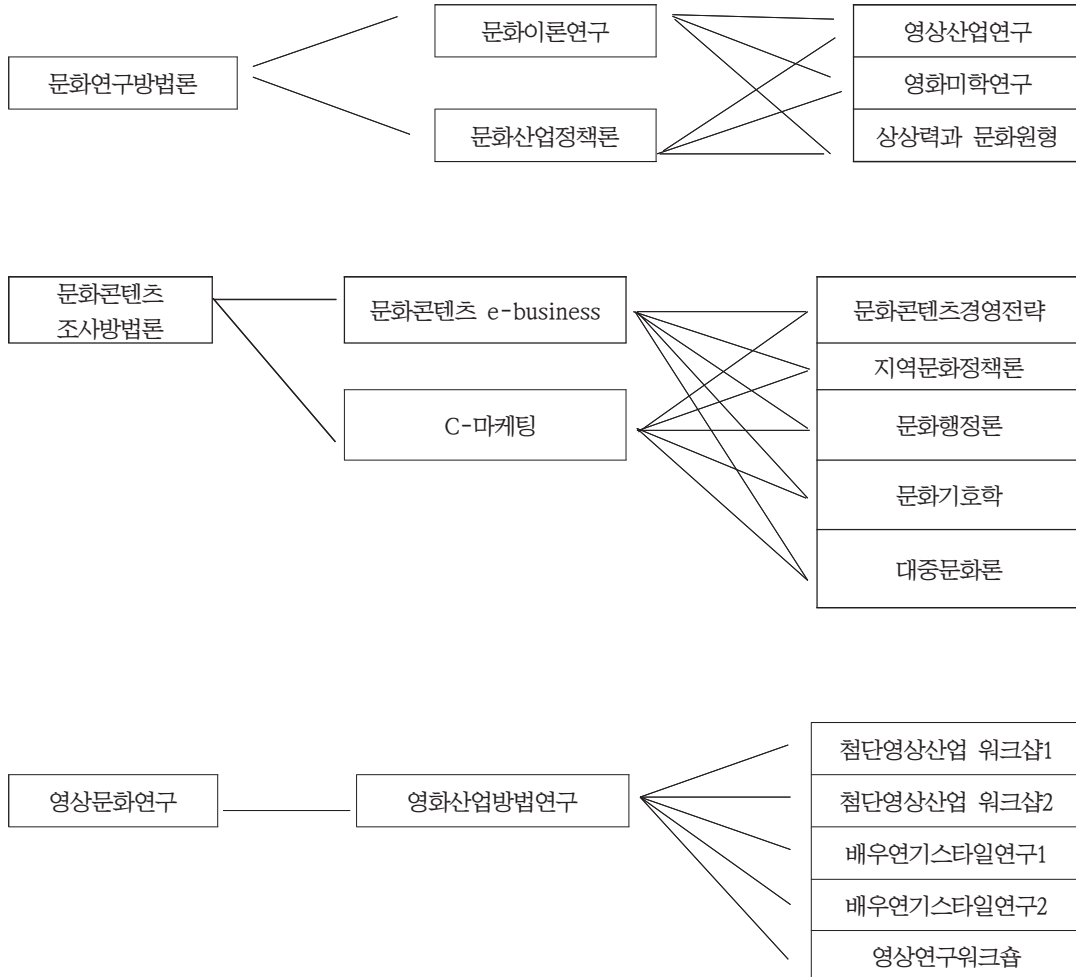 문화연구방법론
문화이론연구
문화산업정책론
영상산업연구
영화미학연구
상상력과 문화원형
문화콘텐츠
조사방법론
문화콘텐츠 e-business
C-마케팅
문화콘텐츠경영전략
지역문화정책론
문화행정론
문화기호학
대중문화론
영상문화연구
영화산업방법연구
첨단영상산업 워크샵1
첨단영상산업 워크샵2
배우연기스타일연구1
배우연기스타일연구2
영상연구워크숍